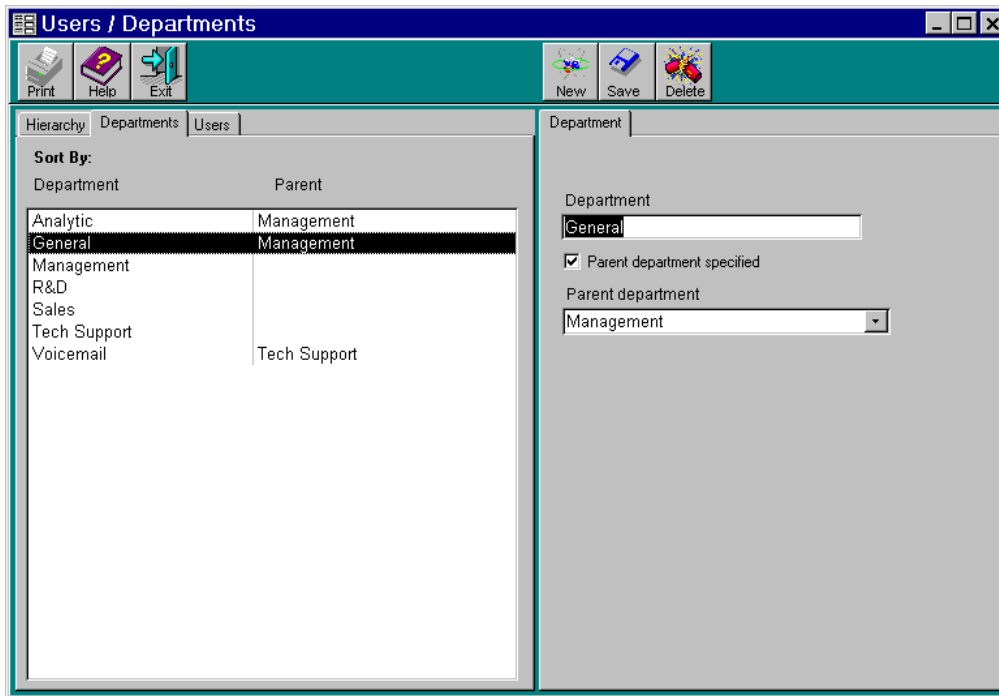 Users / Departments
Print Help Exit New Save Delete
Hierarchy Departments Users
Sort By:
Department Parent
Analytic Management
General Management
Management
R&D
Sales
Tech Support
Voicemail Tech Support
Department
Department
General
Parent department specified
Parent department
Management